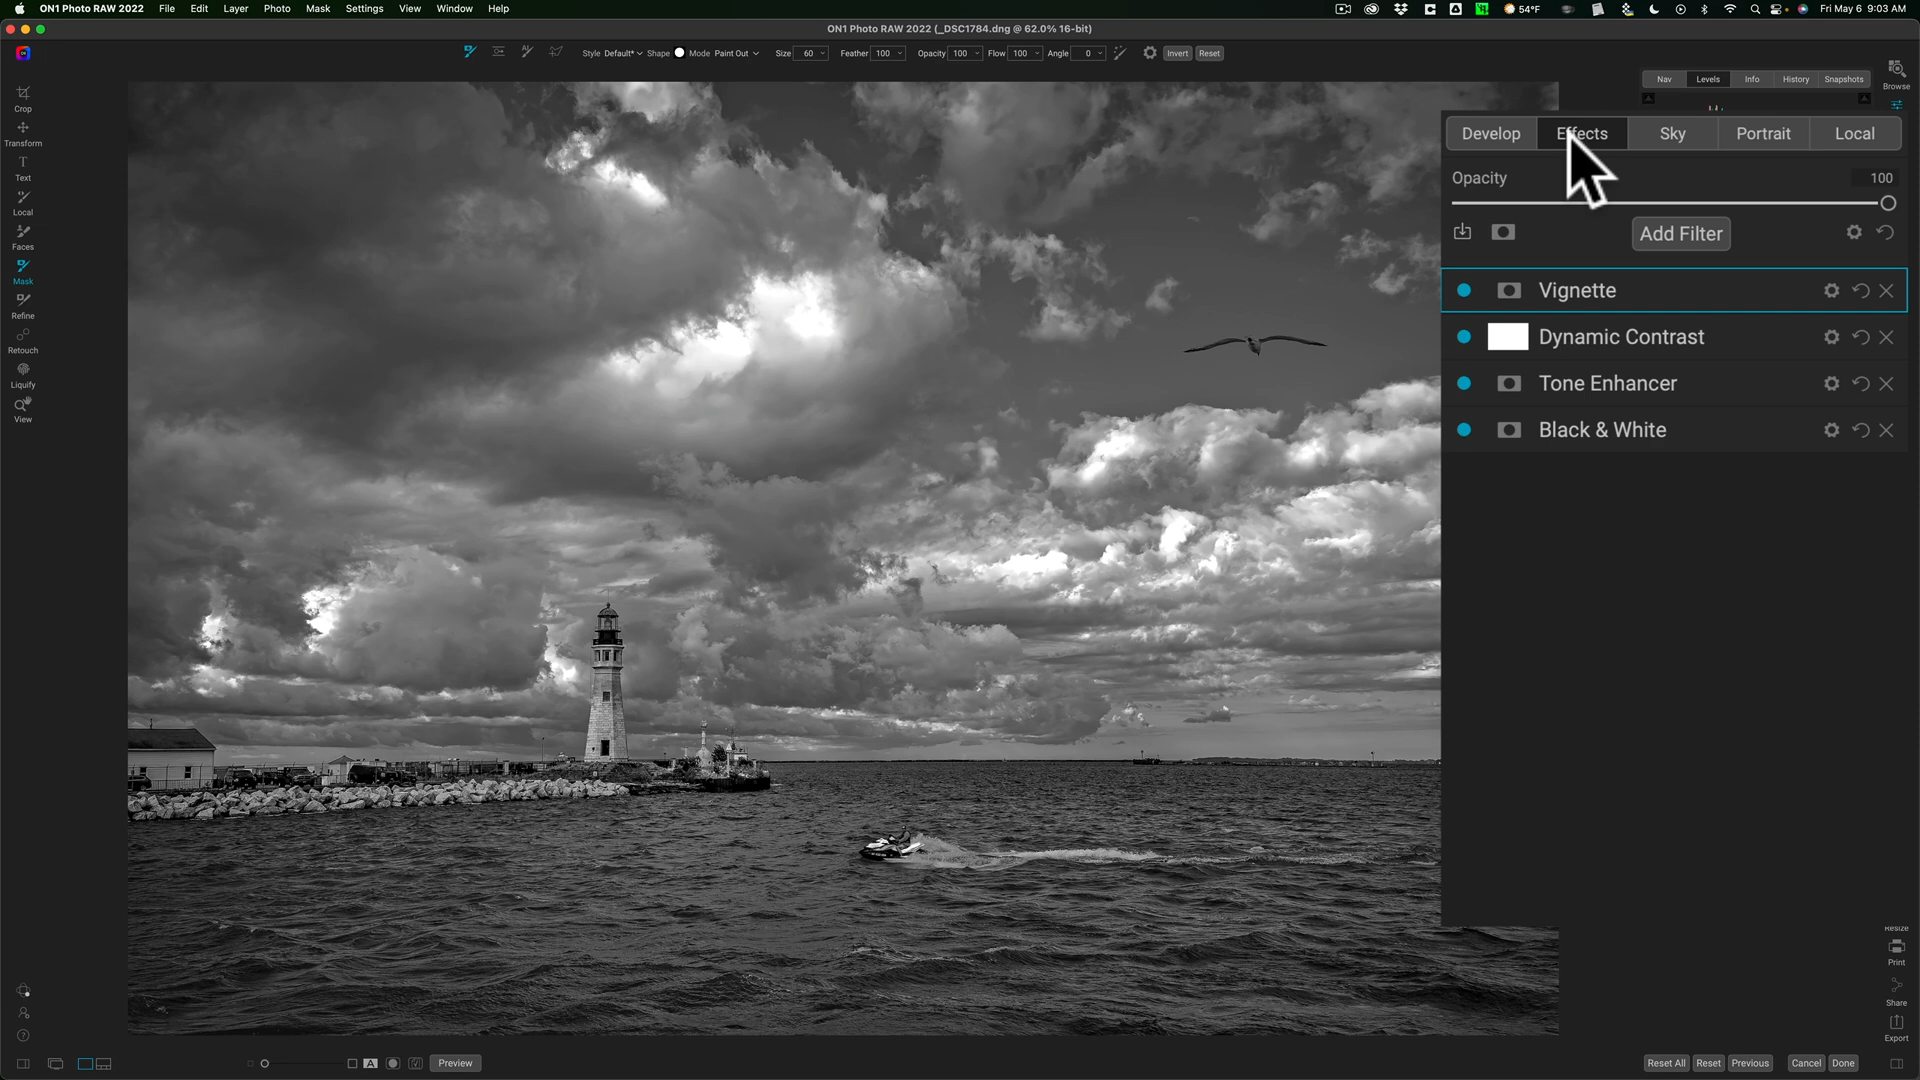 ON1 Photo RAW 2022 File Edit Layer Photo Mask Settings View Window Help 54°F Fri May 6 9:03 AM
ON1 Photo RAW 2022 (_DSC1784.dng @ 62.0% 16-bit)
Style Default* Shape Mode Paint Out Size 60 Feather 100 Opacity 100 Flow 100 Angle 0 Invert Reset
Nav Levels Info History Snapshots
Browse
Crop
Transform
Text
Local
Faces
Mask
Refine
Retouch
Liquify
View
Develop Effects Sky Portrait Local
Opacity 100
Add Filter
Vignette
Dynamic Contrast
Tone Enhancer
Black & White
Resize
Print
Share
Export
A Preview
Reset All Reset Previous Cancel Done